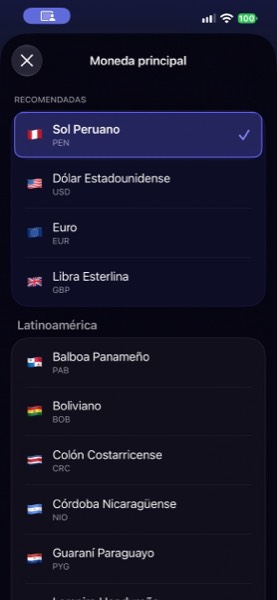 100
Moneda principal
RECOMENDADAS
Sol Peruano
PEN
Dólar Estadounidense
USD
Euro
EUR
Libra Esterlina
GBP
Latinoamérica
Balboa Panameño
PAB
Boliviano
BOB
Colón Costarricense
CRC
Córdoba Nicaragüense
NIO
Guaraní Paraguayo
PYG